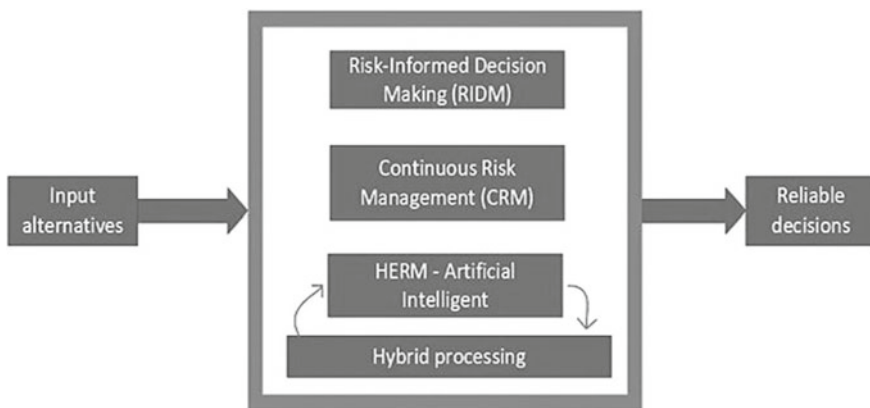 Risk-Informed Decision
Making (RIDM)
Continuous Risk
Management (CRM)
Input
alternatives
Reliable
decisions
HERM - Artificial
Intelligent
Hybrid processing